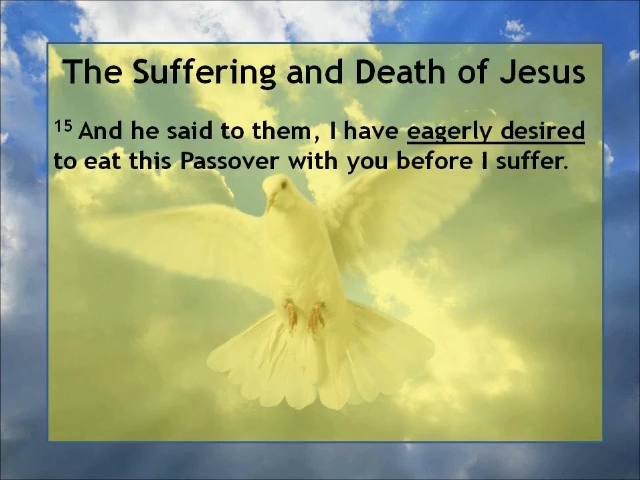 The Suffering and Death of Jesus
15 And he said to them, I have eagerly desired
to eat this Passover with you before I suffer.